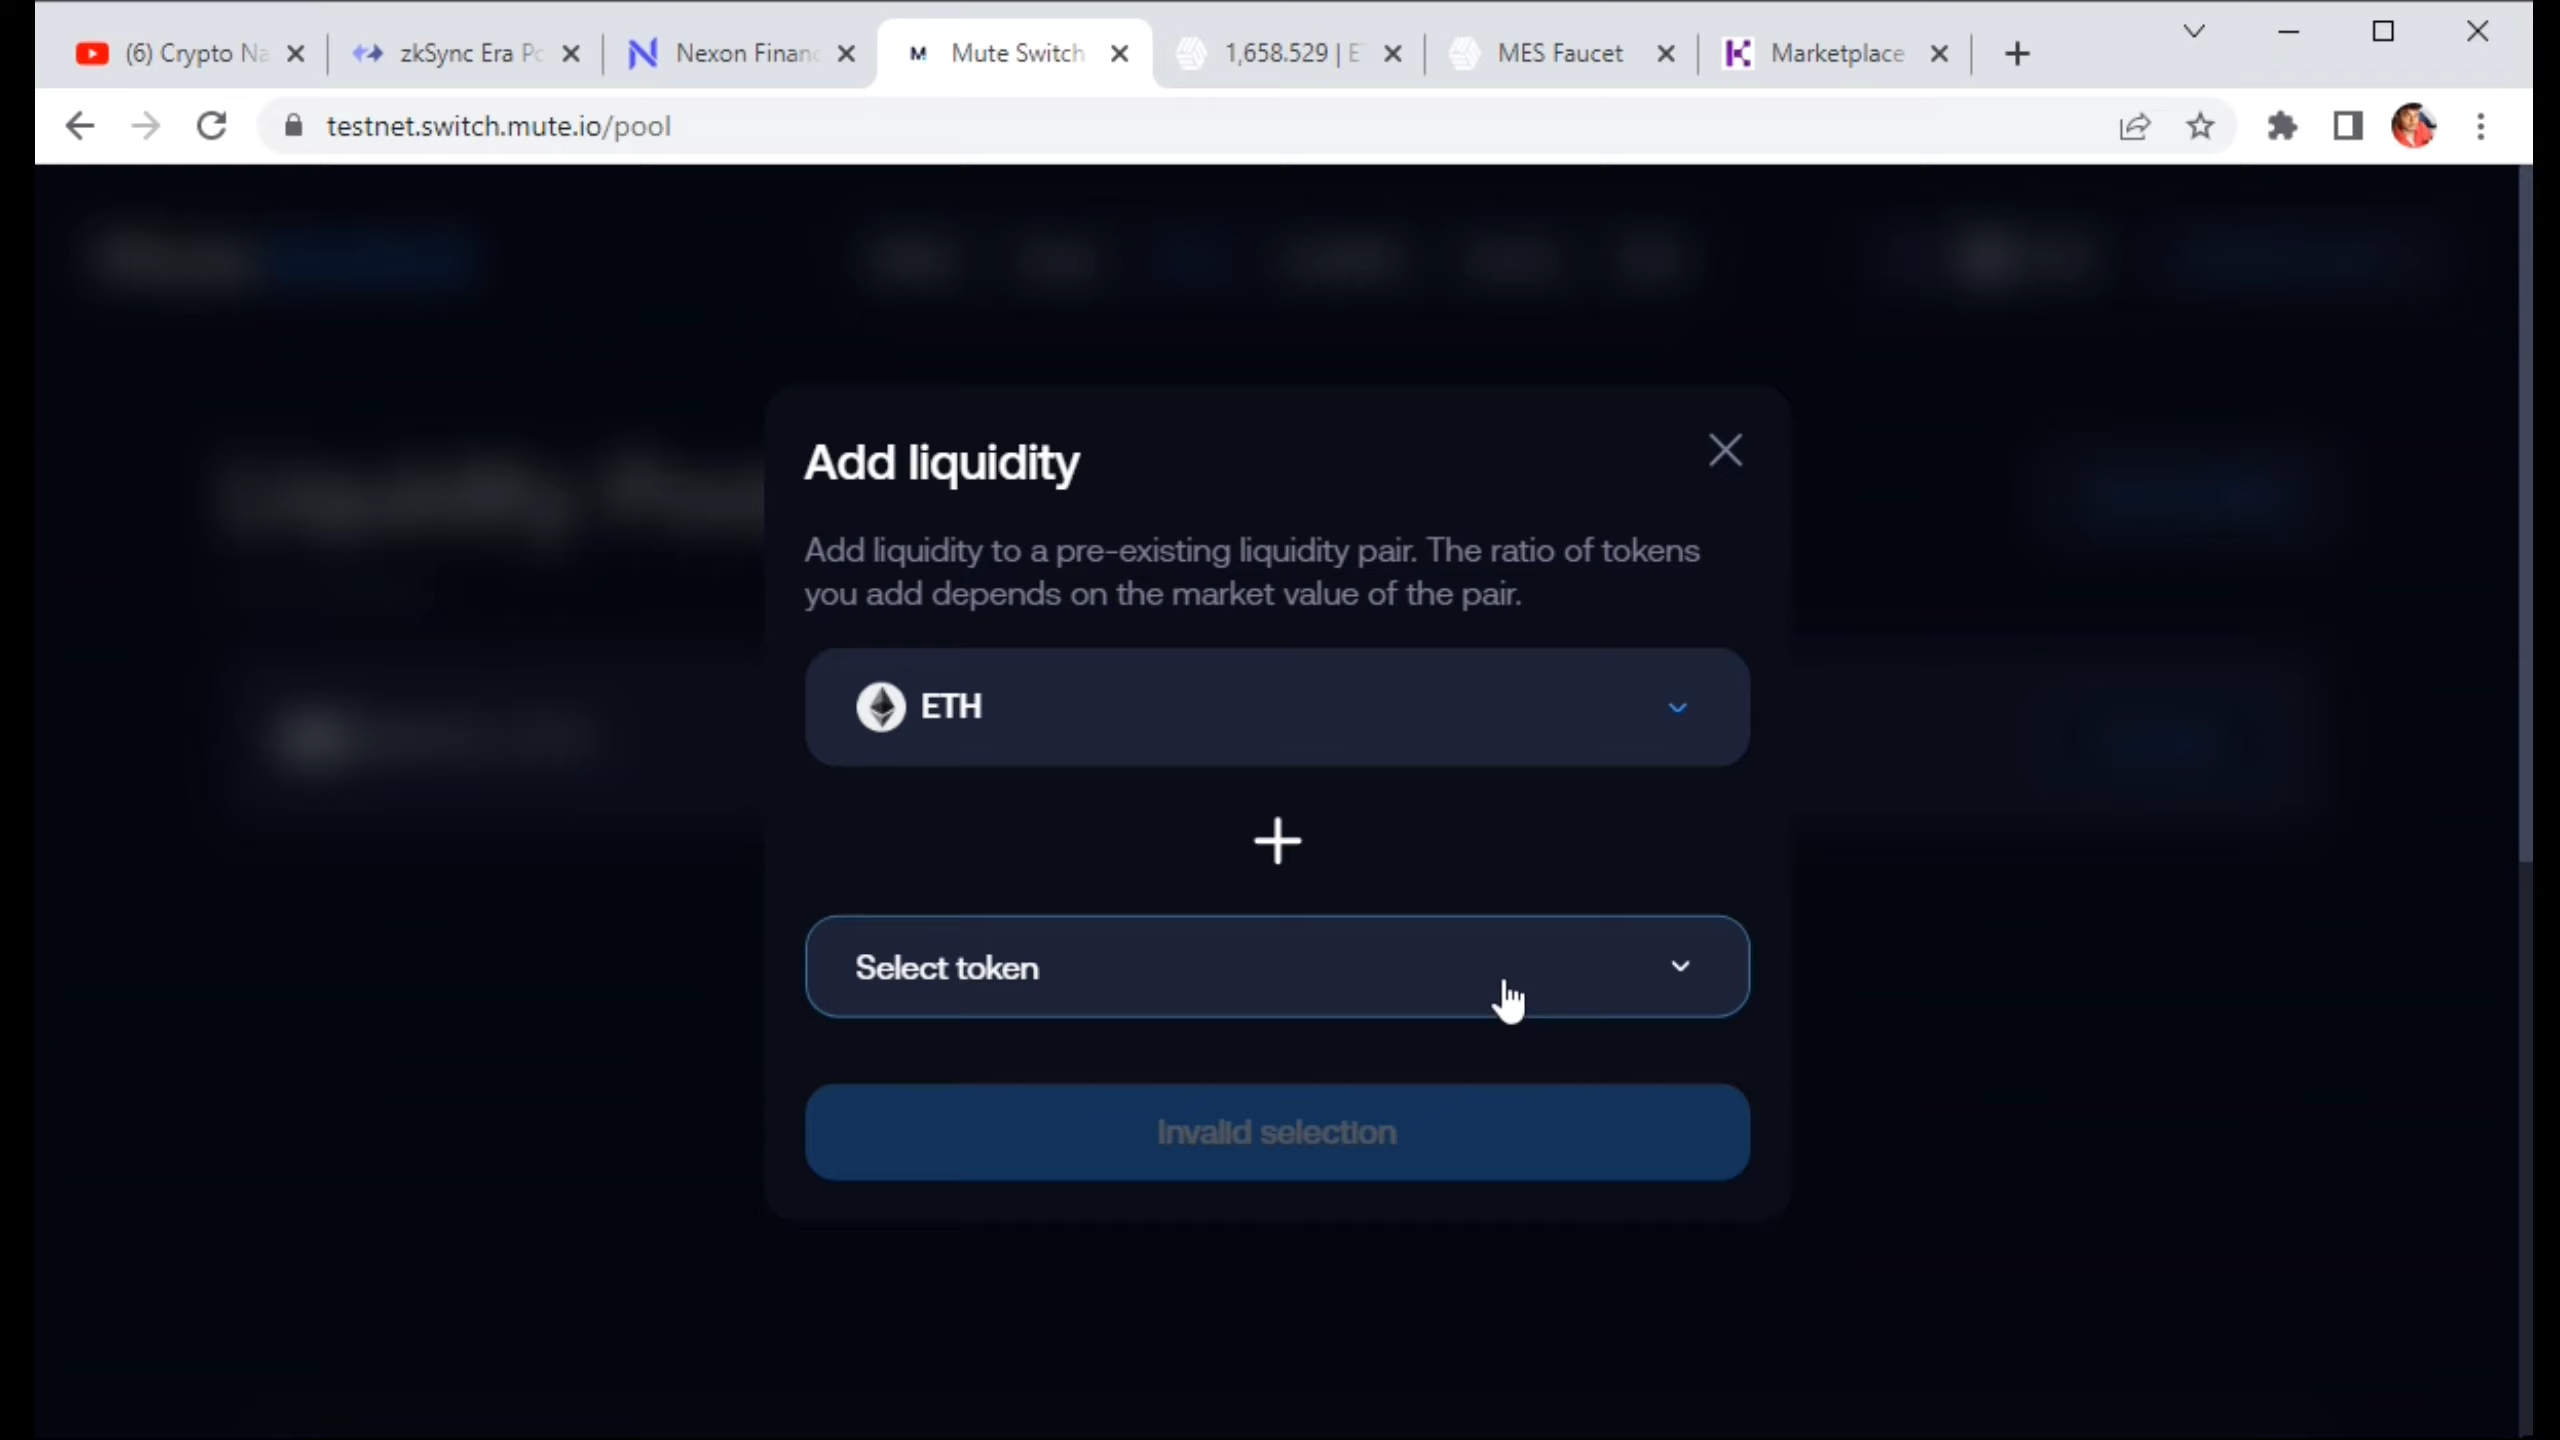 (6) Crypto Na
zkSync Era Po
Nexon Financ
Mute Switch
1,658.529 | E
MES Faucet
Marketplace
testnet.switch.mute.io/pool
Add liquidity
Add liquidity to a pre-existing liquidity pair. The ratio of tokens
you add depends on the market value of the pair.
ETH
Select token
Invalid selection